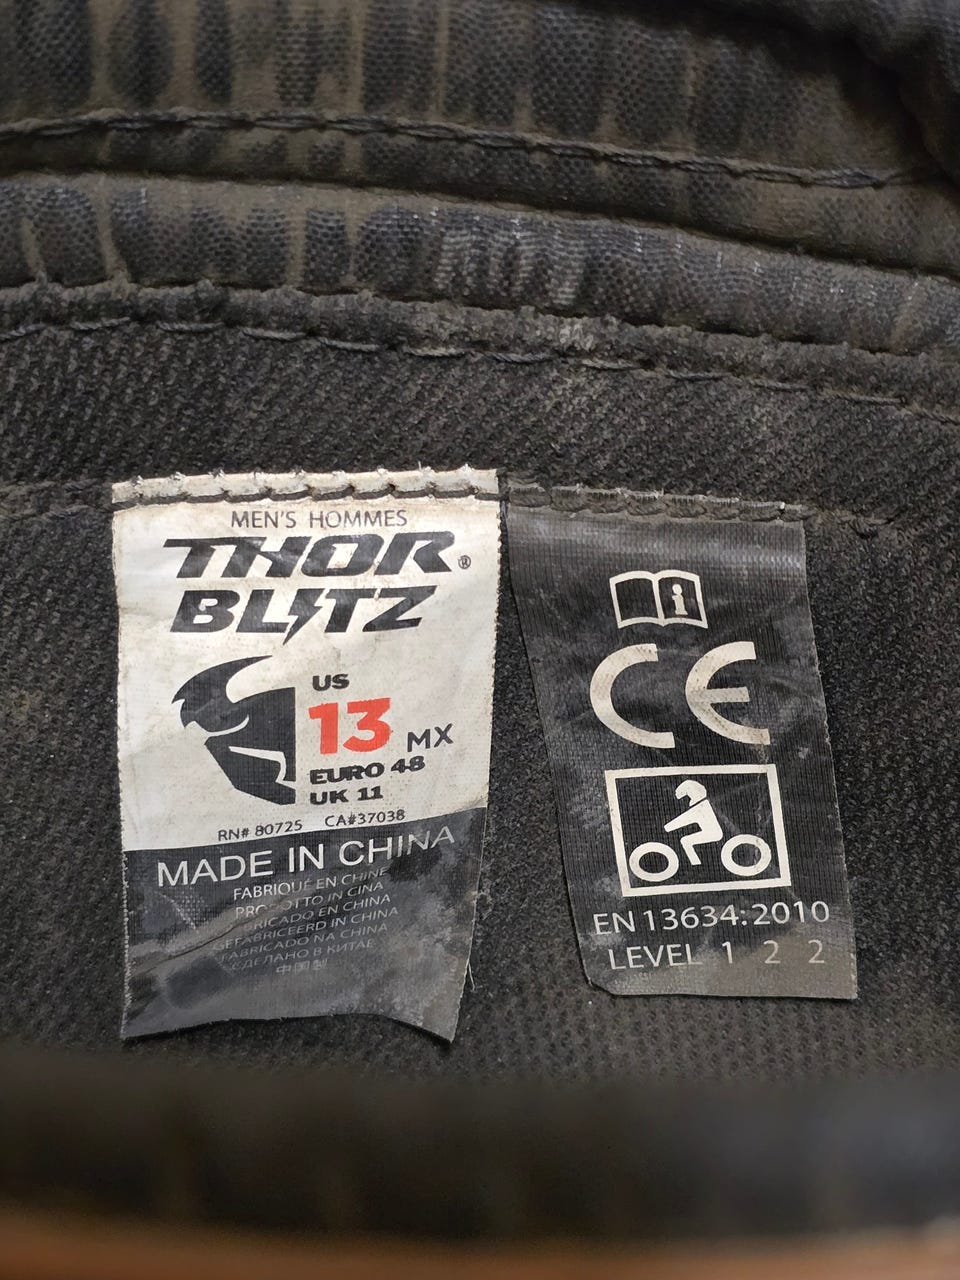 MEN'S HOMMES
THOR®
BLITZ
US
13 MX
EURO 48
UK 11
RN# 80725 CA#37038
MADE IN CHINA
FABRIQUÉ EN CHINE
PRODOTTO IN CINA
FABRICADO EN CHINA
GEFABRICEERD IN CHINA
FABRICADO NA CHINA
СДЕЛАНО В КИТАЕ
中国製
i
CE
EN 13634:2010
LEVEL 1 2 2